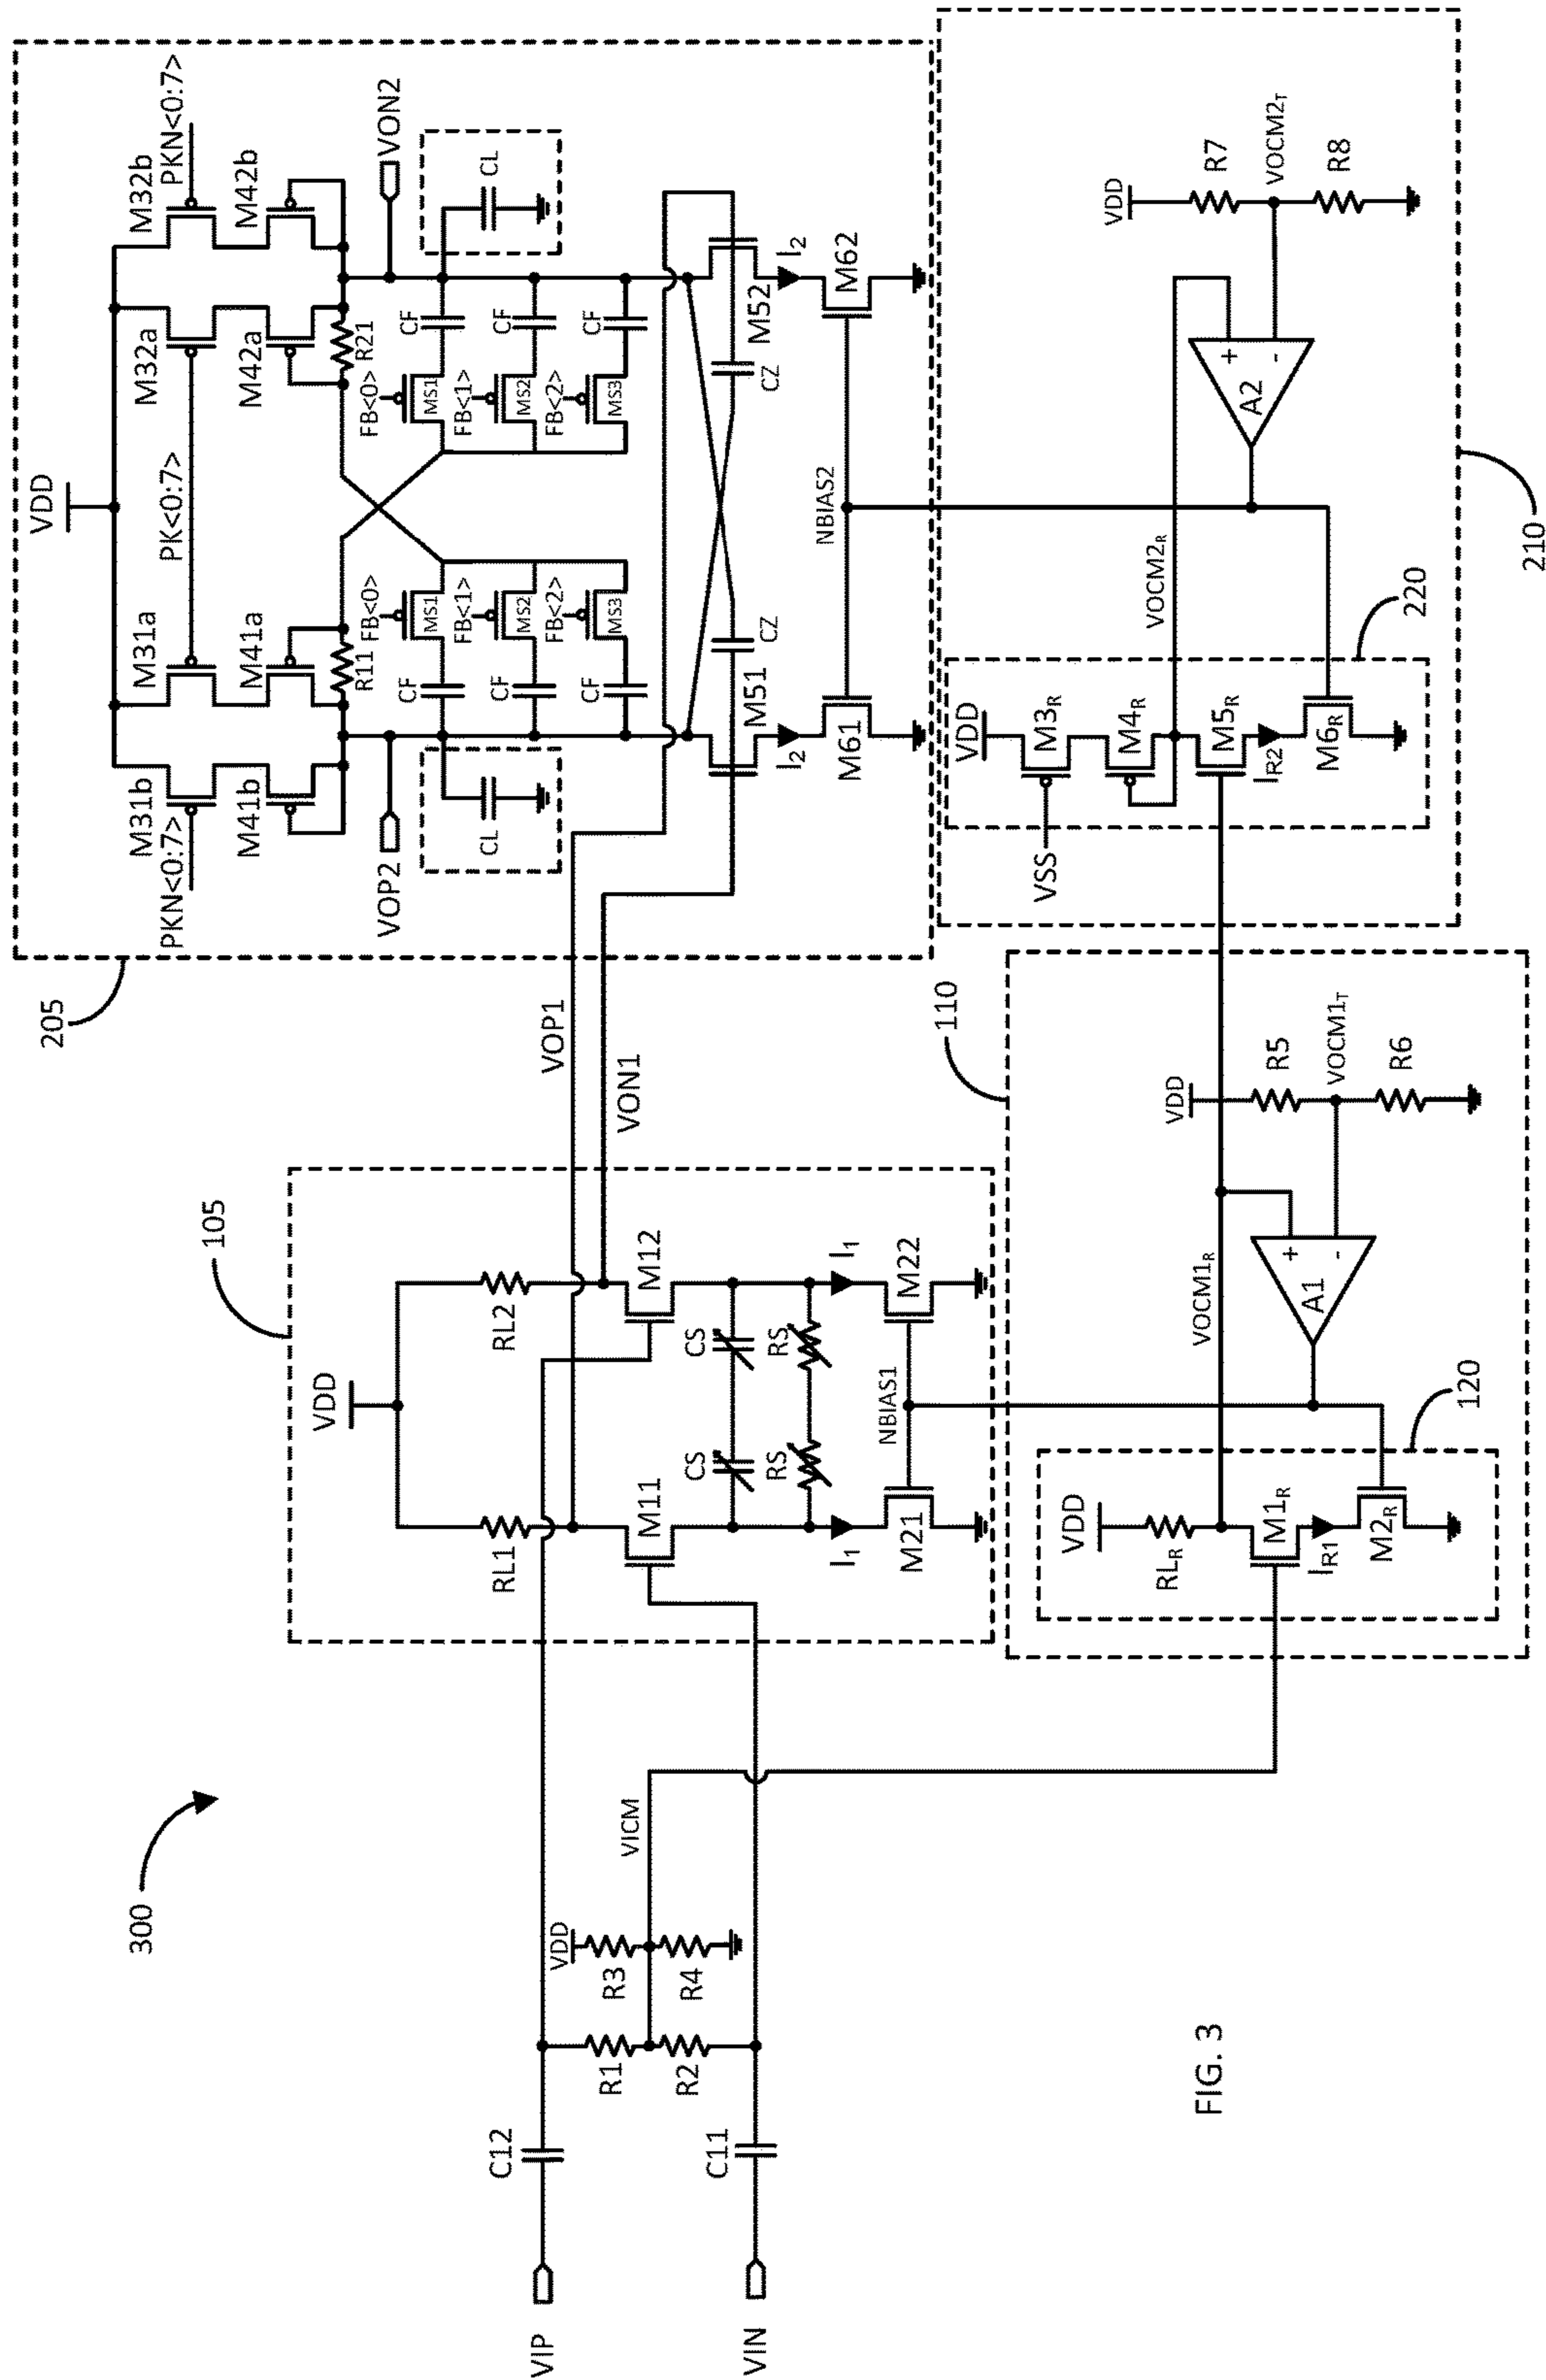 300
VIP
VIN
C12
C11
R1
R2
VDD
R3
R4
VICM
105
VDD
RL1
RL2
M11
M12
CS
CS
RS
RS
I1
I1
NBIAS1
M21
M22
VOP1
VON1
110
120
VDD
RLR
M1R
IR1
M2R
VOCM1R
A1
+
-
VDD
R5
VOCM1T
R6
205
VDD
PKN<0:7>
M31b
M31a
PK<0:7>
M32a
M32b
PKN<0:7>
M41b
M41a
M42a
M42b
R11
R21
VOP2
VON2
CL
CL
CF
FB<0>
MS1
FB<0>
MS1
CF
CF
FB<1>
MS2
FB<1>
MS2
CF
CF
FB<2>
MS3
FB<2>
MS3
CF
M51
CZ
CZ
M52
I2
I2
M61
NBIAS2
M62
210
220
VDD
VSS
M3R
M4R
M5R
IR2
M6R
VOCM2R
A2
+
-
VDD
R7
VOCM2T
R8
FIG. 3